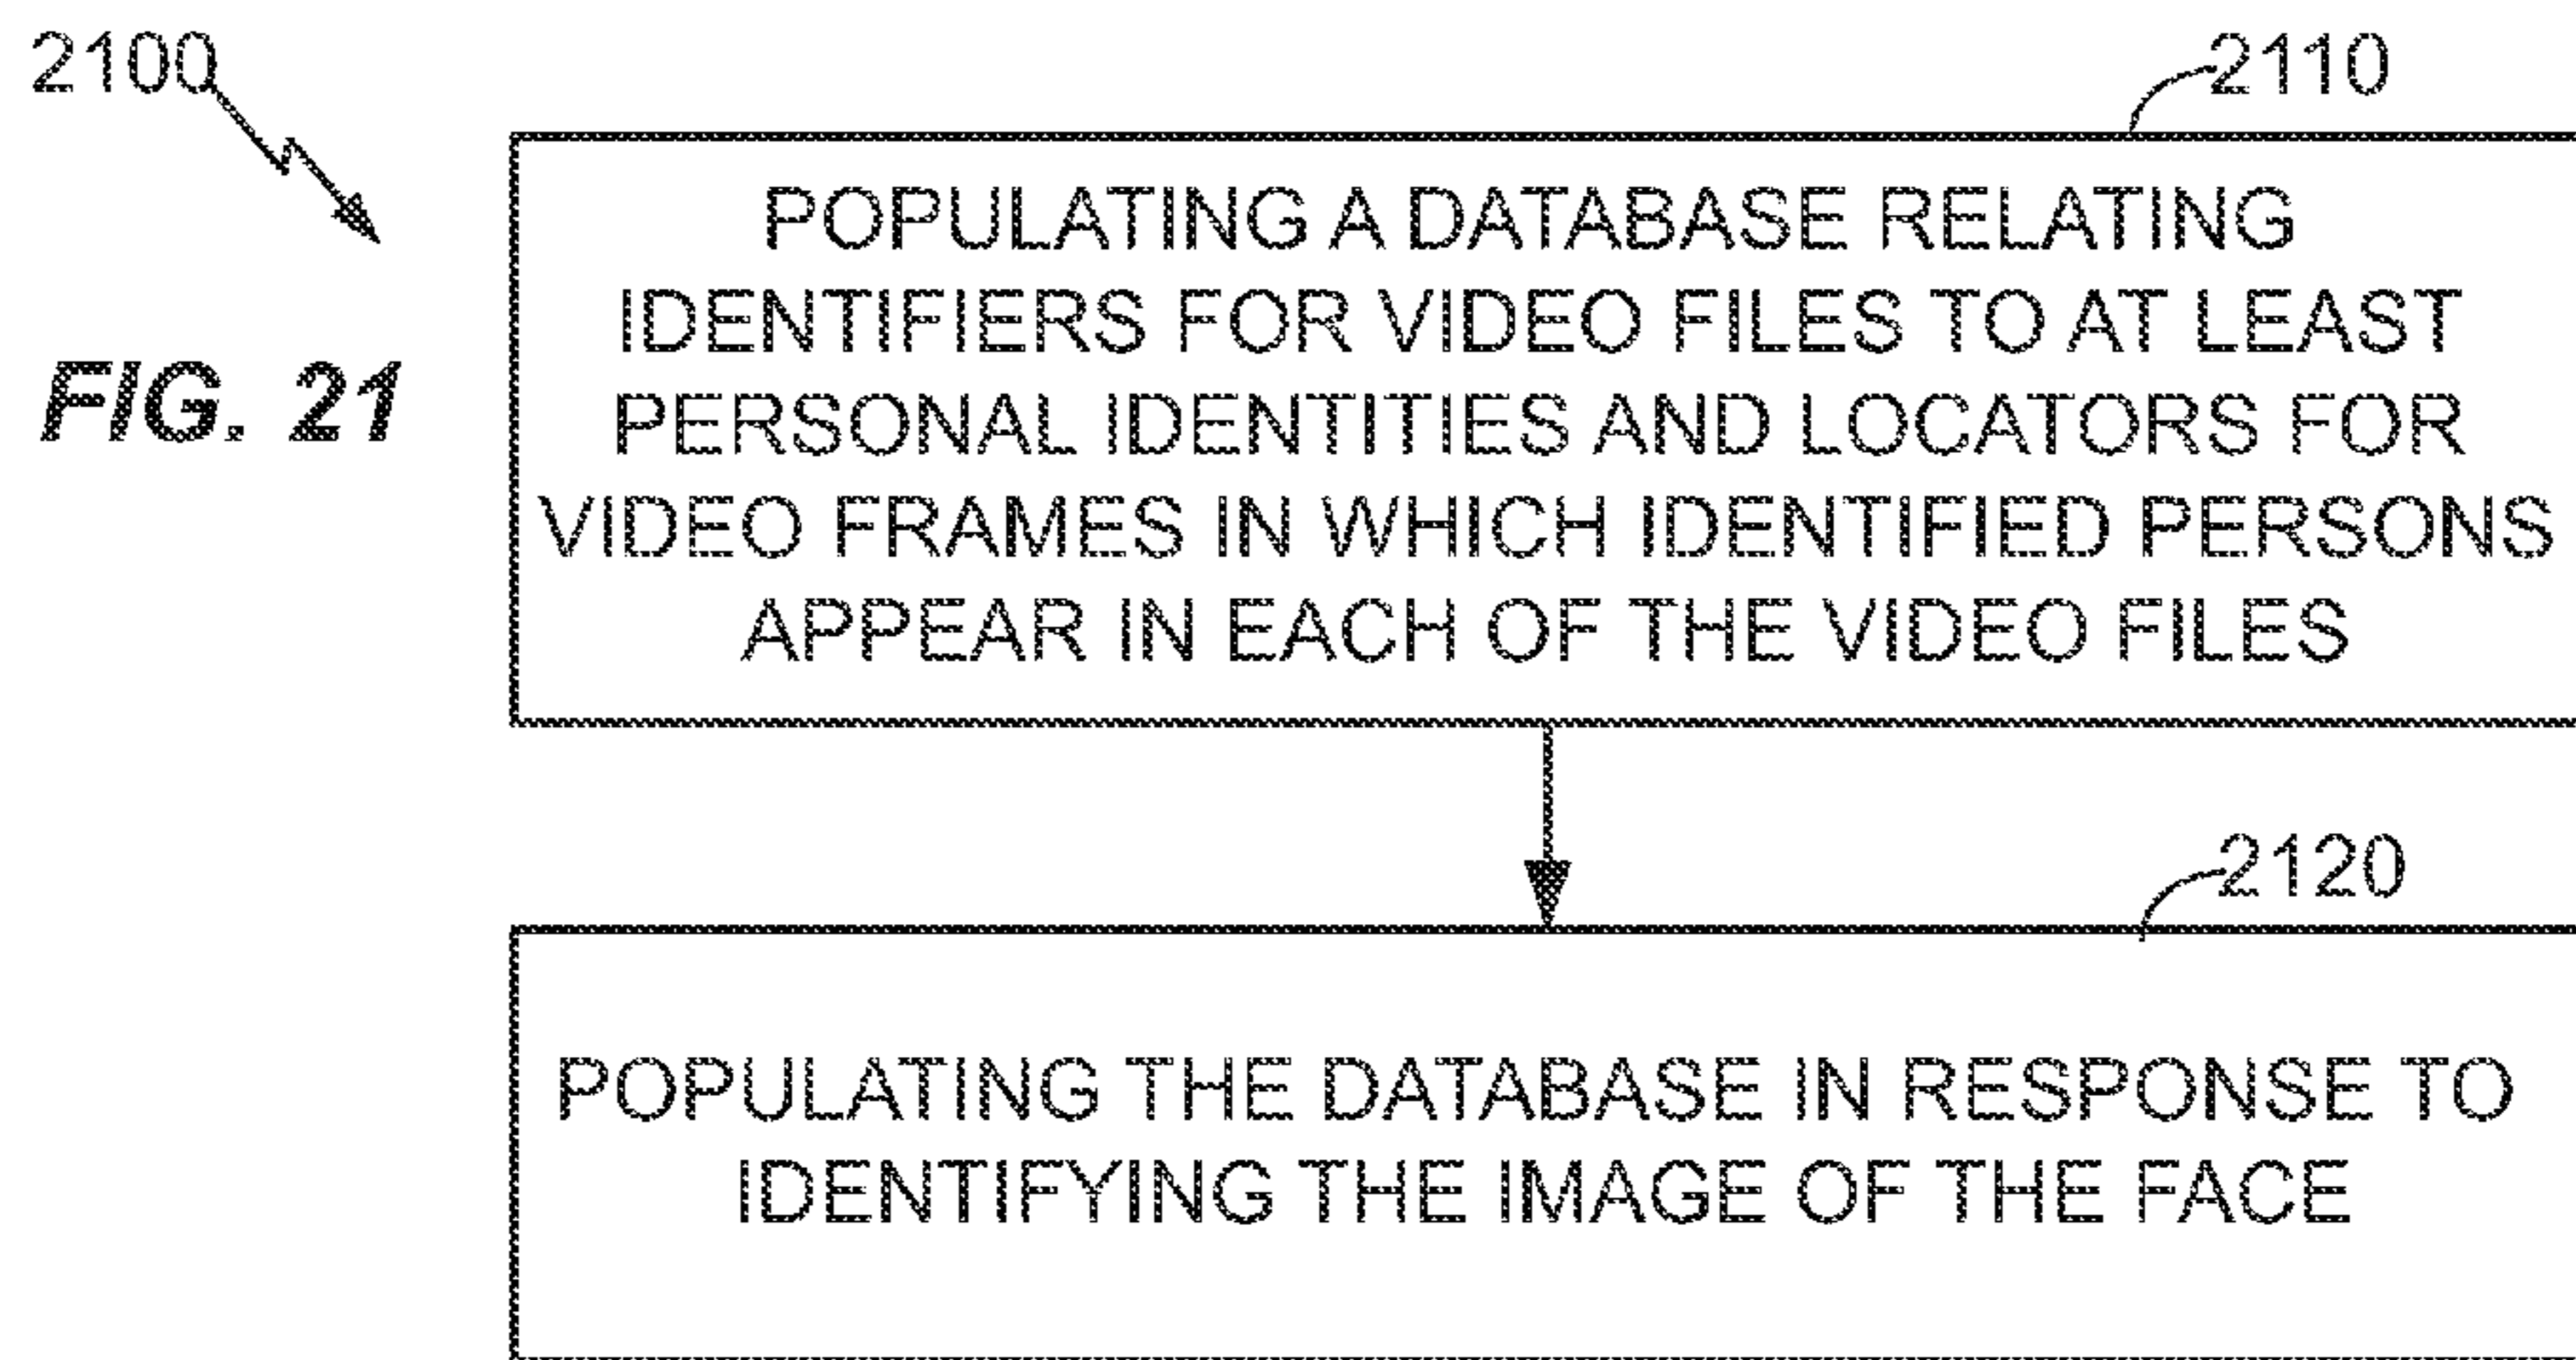 2100
2110
POPULATING A DATABASE RELATING
IDENTIFIERS FOR VIDEO FILES TO AT LEAST
PERSONAL IDENTITIES AND LOCATORS FOR
VIDEO FRAMES IN WHICH IDENTIFIED PERSONS
APPEAR IN EACH OF THE VIDEO FILES
FIG. 21
2120
POPULATING THE DATABASE IN RESPONSE TO
IDENTIFYING THE IMAGE OF THE FACE